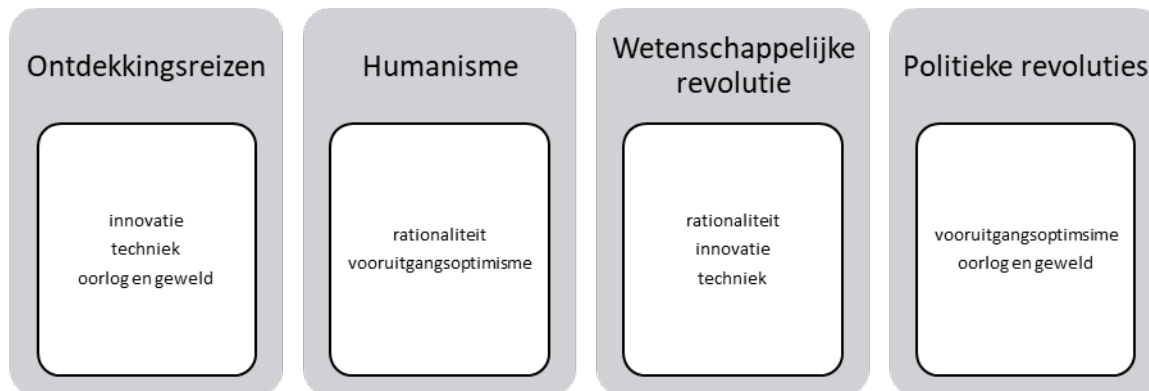 Ontdekkingsreizen
innovatie
techniek
oorlog en geweld
Humanisme
rationaliteit
vooruitgangsoptimisme
Wetenschappelijke
revolutie
rationaliteit
innovatie
techniek
Politieke revoluties
vooruitgangsoptimsime
oorlog en geweld